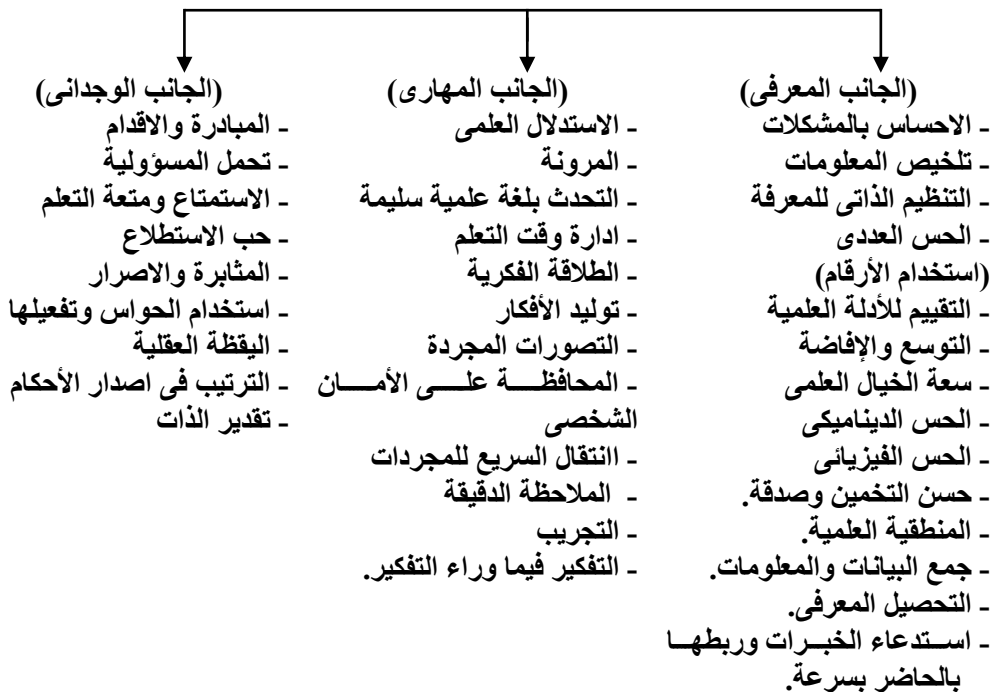 (الجانب المعرفى)
- الاحساس بالمشكلات
- تلخيص المعلومات
- التنظيم الذاتى للمعرفة
- الحس العددى
(استخدام الأرقام)
- التقييم للأدلة العلمية
- التوسع والإفاضة
- سعة الخيال العلمى
- الحس الديناميكى
- الحس الفيزيائى
- حسن التخمين وصدقة.
- المنطقية العلمية.
- جمع البيانات والمعلومات.
- التحصيل المعرفى.
- استدعاء الخبرات وربطها
بالحاضر بسرعة.
(الجانب المهارى)
- الاستدلال العلمى
- المرونة
- التحدث بلغة علمية سليمة
- ادارة وقت التعلم
- الطلاقة الفكرية
- توليد الأفكار
- التصورات المجردة
- المحافظة على الأمان
الشخصى
- اانتقال السريع للمجردات
- الملاحظة الدقيقة
- التجريب
- التفكير فيما وراء التفكير.
(الجانب الوجدانى)
- المبادرة والاقدام
- تحمل المسؤولية
- الاستمتاع ومتعة التعلم
- حب الاستطلاع
- المثابرة والاصرار
- استخدام الحواس وتفعيلها
- اليقظة العقلية
- الترتيب فى اصدار الأحكام
- تقدير الذات